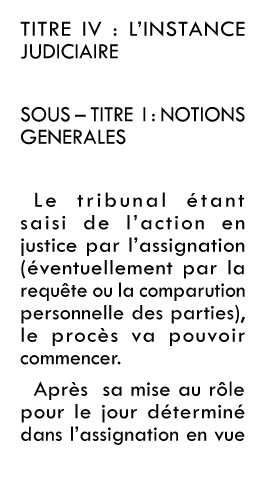 TITRE IV : L’INSTANCE
JUDICIAIRE
SOUS – TITRE I : NOTIONS
GENERALES
Le tribunal étant
saisi de l’action en
justice par l’assignation
(éventuellement par la
requête ou la comparution
personnelle des parties),
le procès va pouvoir
commencer.
Après sa mise au rôle
pour le jour déterminé
dans l’assignation en vue